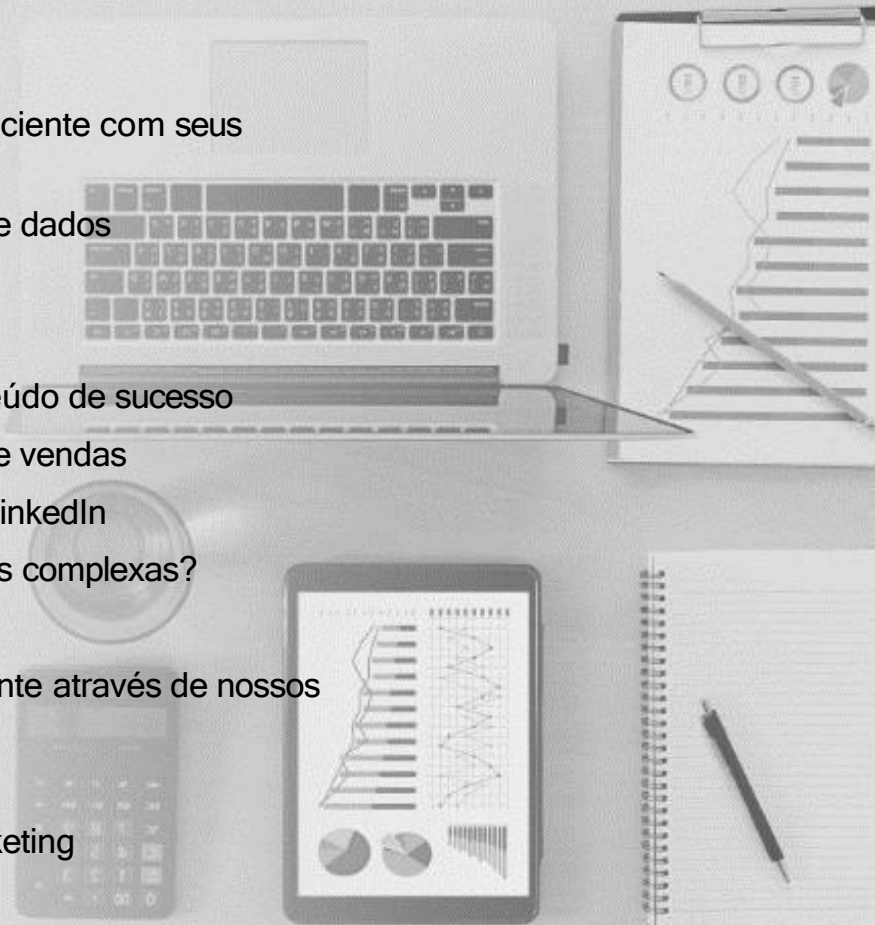 ciente com seus
e dados
eúdo de sucesso
e vendas
inkedIn
s complexas?
nte através de nossos
keting